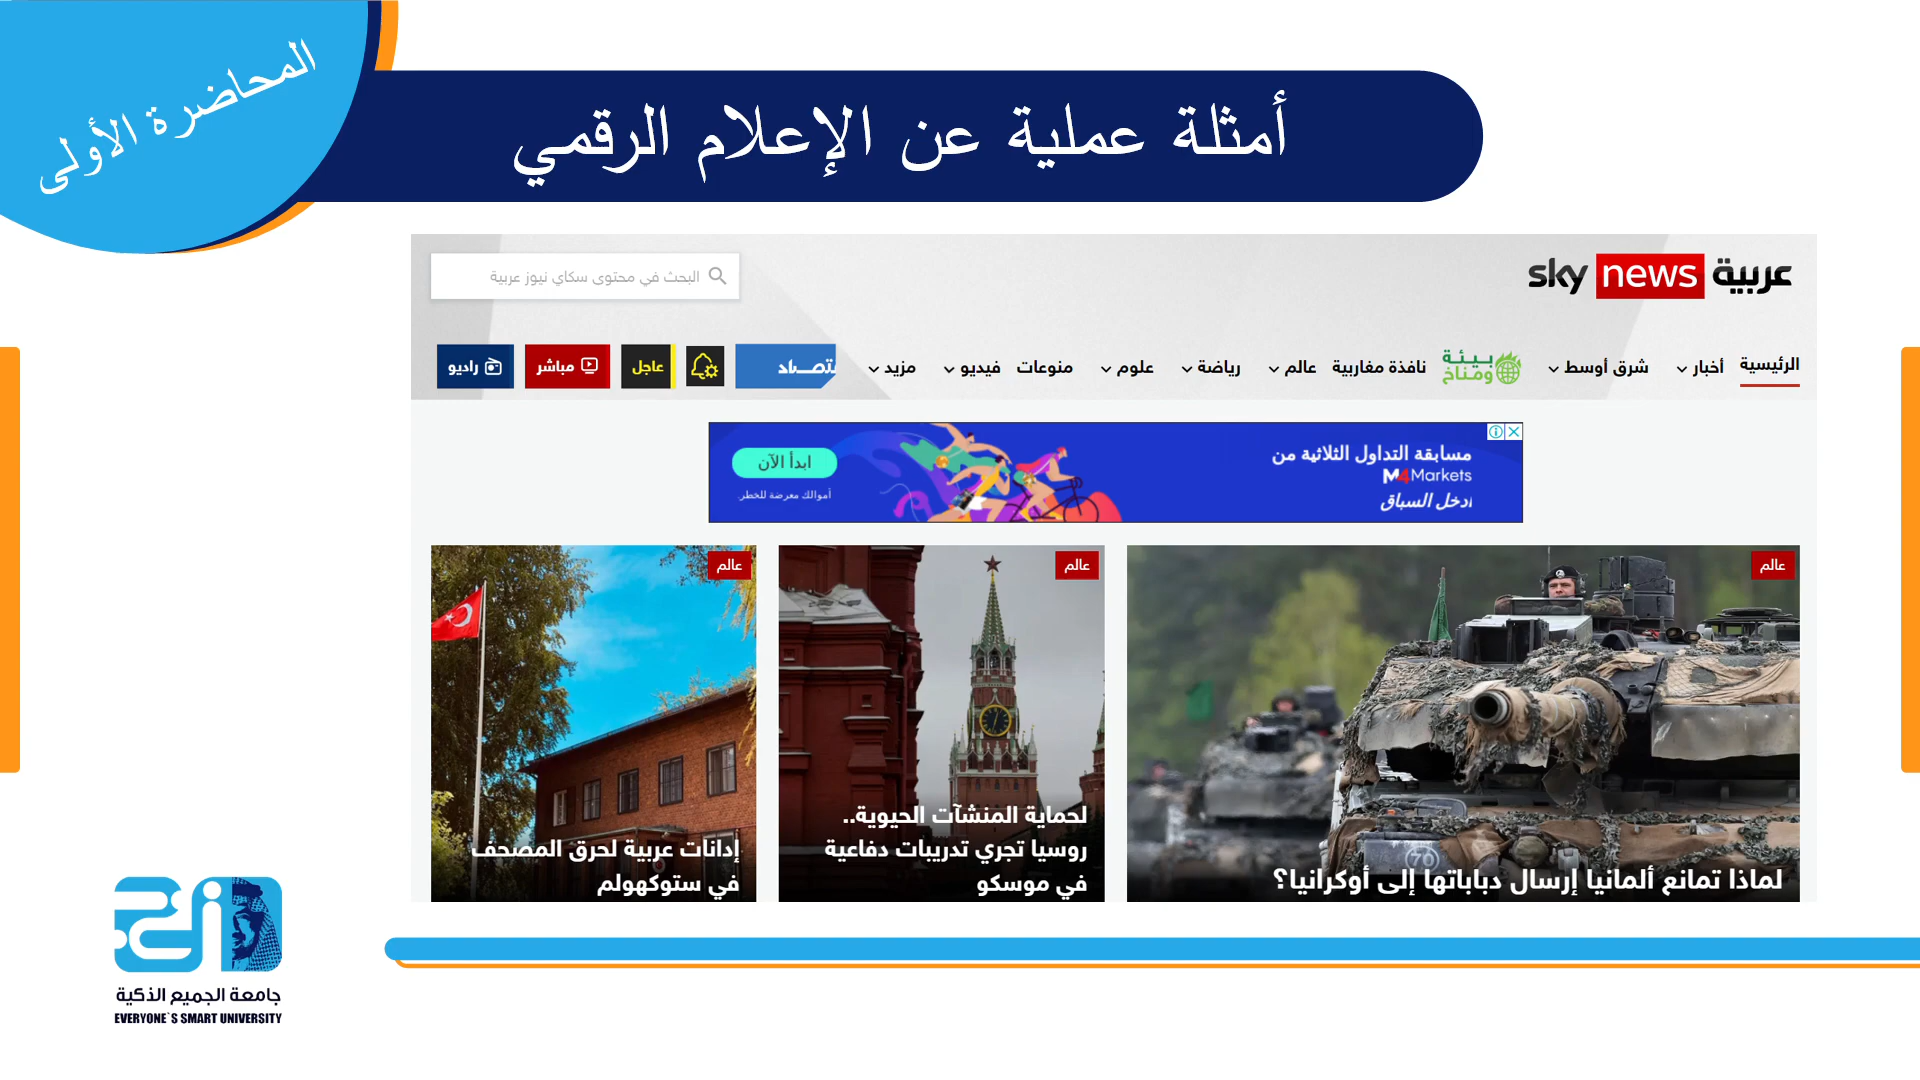 المحاضرة الأولى
أمثلة عملية عن الإعلام الرقمي
sky news عربية
البحث في محتوى سكاي نيوز عربية
الرئيسية أخبار شرق أوسط بيئة ومناخ نافذة مغاربية عالم رياضة علوم منوعات فيديو مزيد عاجل مباشر راديو
مسابقة التداول الثلاثية من
M4Markets
ادخل السباق
ابدأ الآن
أموالك معرضة للخطر.
عالم
لماذا تمانع ألمانيا إرسال دباباتها إلى أوكرانيا؟
عالم
لحماية المنشآت الحيوية..
روسيا تجري تدريبات دفاعية
في موسكو
عالم
إدانات عربية لحرق المصحف
في ستوكهولم
جامعة الجميع الذكية
EVERYONE`S SMART UNIVERSITY